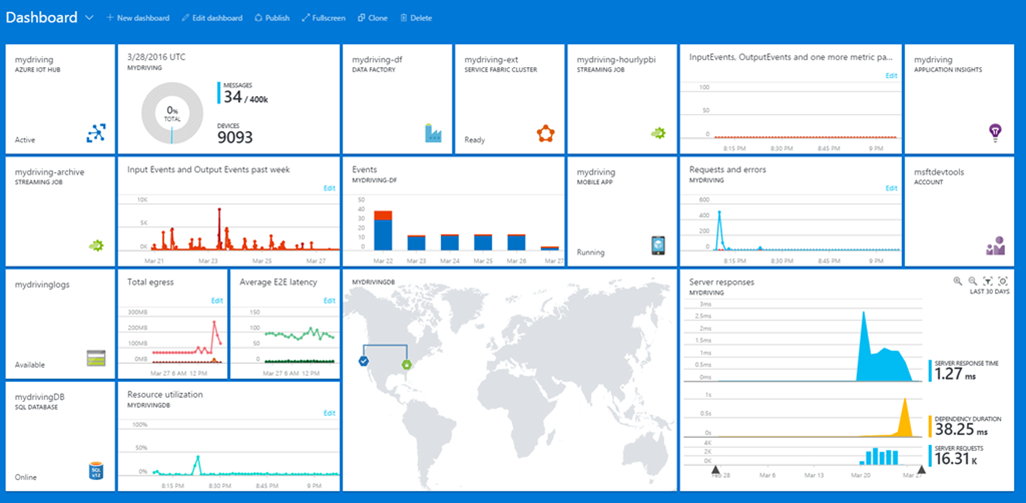 Dashboard
New dashboard
Edit dashboard
Publish
Fullscreen
Clone
Delete
mydriving
AZURE IOT HUB
Active
3/28/2016 UTC
MYDRIVING
0%
TOTAL
MESSAGES
34 / 400k
DEVICES
9093
mydriving-df
DATA FACTORY
mydriving-ext
SERVICE FABRIC CLUSTER
Ready
mydriving-hourlypbi
STREAMING JOB
InputEvents, OutputEvents and one more metric pa...
Edit
100
50
0
8:15 PM 8:30 PM 8:45 PM 9 PM
mydriving
APPLICATION INSIGHTS
mydriving-archive
STREAMING JOB
Input Events and Output Events past week
Edit
10K
5K
0K
Mar 21 Mar 23 Mar 25 Mar 27
Events
MYDRIVING-DF
50
40
30
20
10
0
Mar 22 Mar 23 Mar 24 Mar 25 Mar 26 Mar 27
mydriving
MOBILE APP
Running
Requests and errors
MYDRIVING
Edit
600
400
200
0
8:15 PM 8:30 PM 8:45 PM 9 PM
msftdevtools
ACCOUNT
mydrivinglogs
Available
Total egress
Edit
300MB
200MB
100MB
0MB
Mar 27 6 AM 12 PM
Average E2E latency
Edit
150
100
50
0
Mar 27 6 AM 12 PM
MYDRIVINGDB
Server responses
MYDRIVING
LAST 30 DAYS
3ms
2.5ms
2ms
1.5ms
1ms
0.5ms
0s
SERVER RESPONSE TIME
1.27 ms
1s
0.5s
0s
DEPENDENCY DURATION
38.25 ms
4K
2K
0K
SERVER REQUESTS
16.31 K
Feb 28 Mar 6 Mar 13 Mar 20 Mar 27
mydrivingDB
SQL DATABASE
Online
SQL
Resource utilization
MYDRIVINGDB
Edit
100%
50%
0%
8:15 PM 8:30 PM 8:45 PM 9 PM